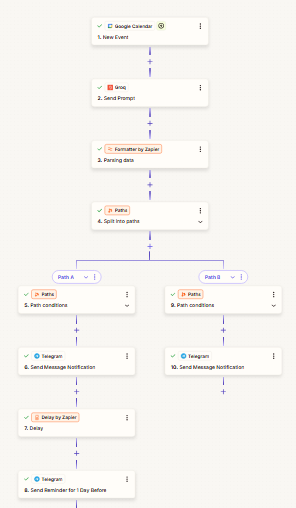 Google Calendar
1. New Event
Groq
2. Send Prompt
Formatter by Zapier
3. Parsing data
Paths
4. Split into paths
Path A
Path B
Paths
5. Path conditions
Paths
9. Path conditions
Telegram
6. Send Message Notification
Telegram
10. Send Message Notification
Delay by Zapier
7. Delay
Telegram
8. Send Reminder for 1 Day Before